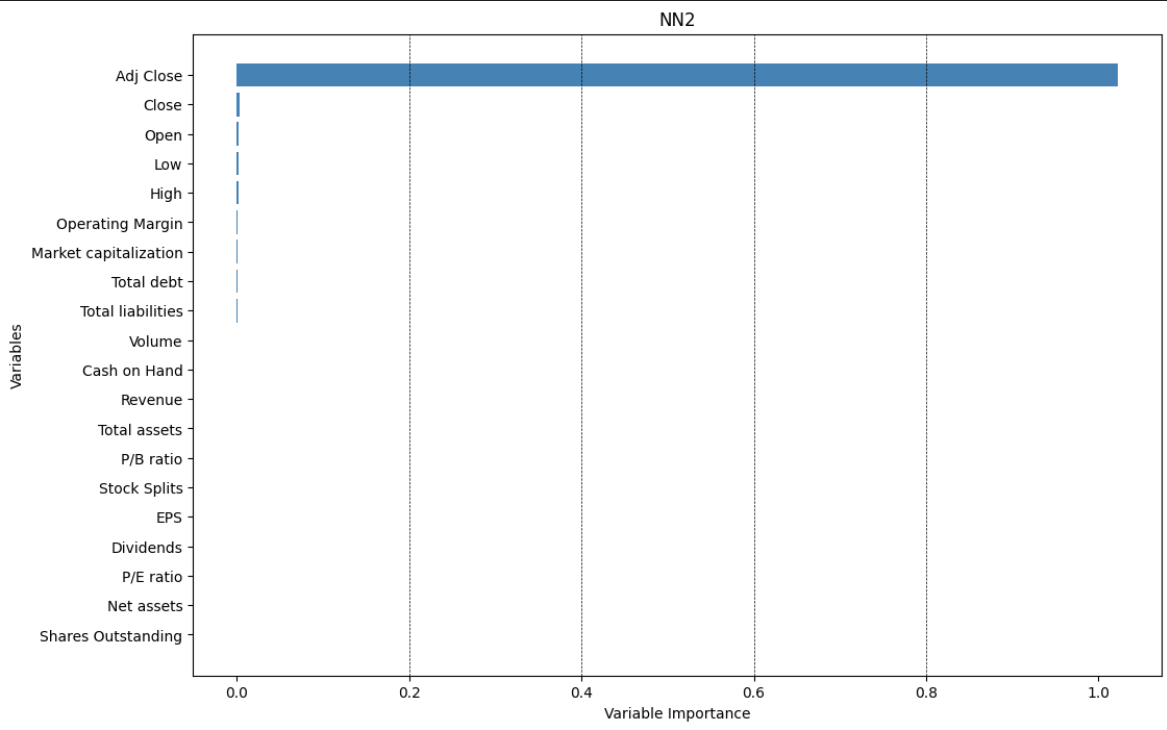 NN2
Adj Close
Close
Open
Low
High
Operating Margin
Market capitalization
Total debt
Total liabilities
Volume
Cash on Hand
Revenue
Total assets
P/B ratio
Stock Splits
EPS
Dividends
P/E ratio
Net assets
Shares Outstanding
Variables
0.0 0.2 0.4 0.6 0.8 1.0
Variable Importance